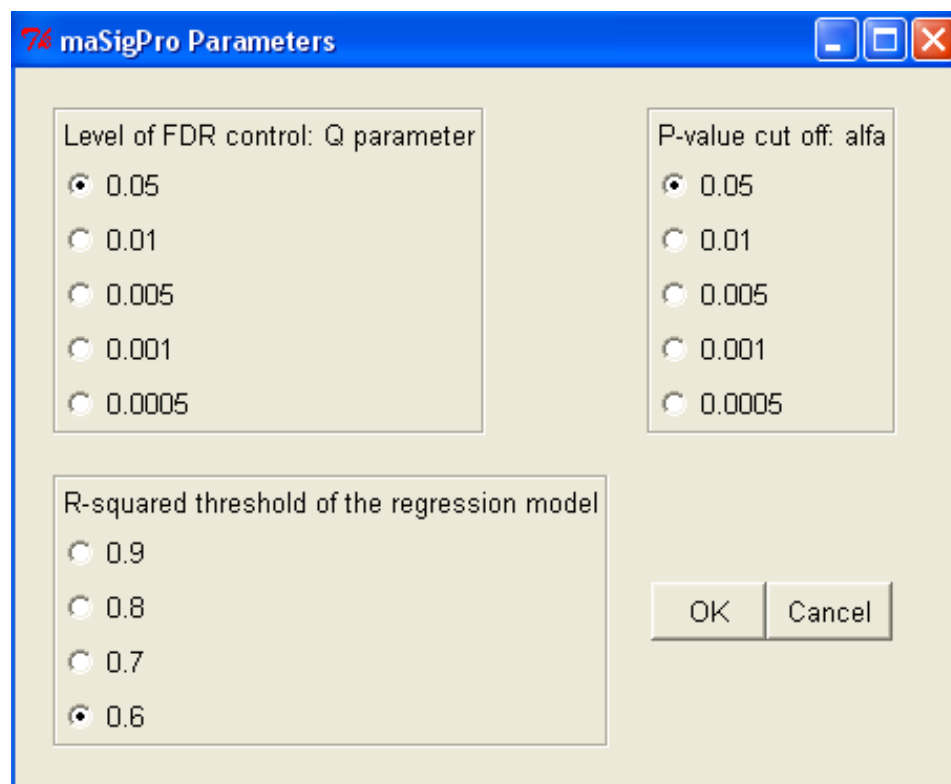 maSigPro Parameters
Level of FDR control: Q parameter
0.05
0.01
0.005
0.001
0.0005
P-value cut off: alfa
0.05
0.01
0.005
0.001
0.0005
R-squared threshold of the regression model
0.9
0.8
0.7
0.6
OK
Cancel